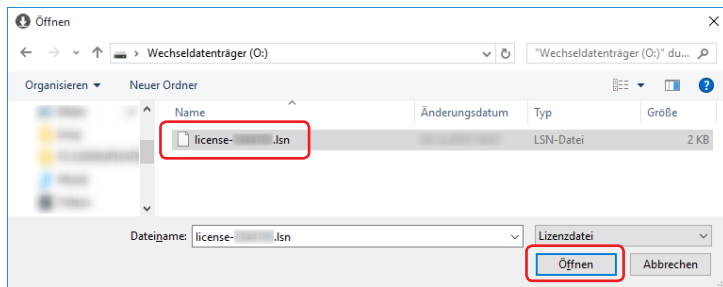 Öffnen
Wechseldatenträger (O:)
"Wechseldatenträger (O:)" du...
Organisieren
Neuer Ordner
?
Name Änderungsdatum Typ Größe
license- .lsn LSN-Datei 2 KB
Dateiname: license- .lsn Lizenzdatei
Öffnen Abbrechen